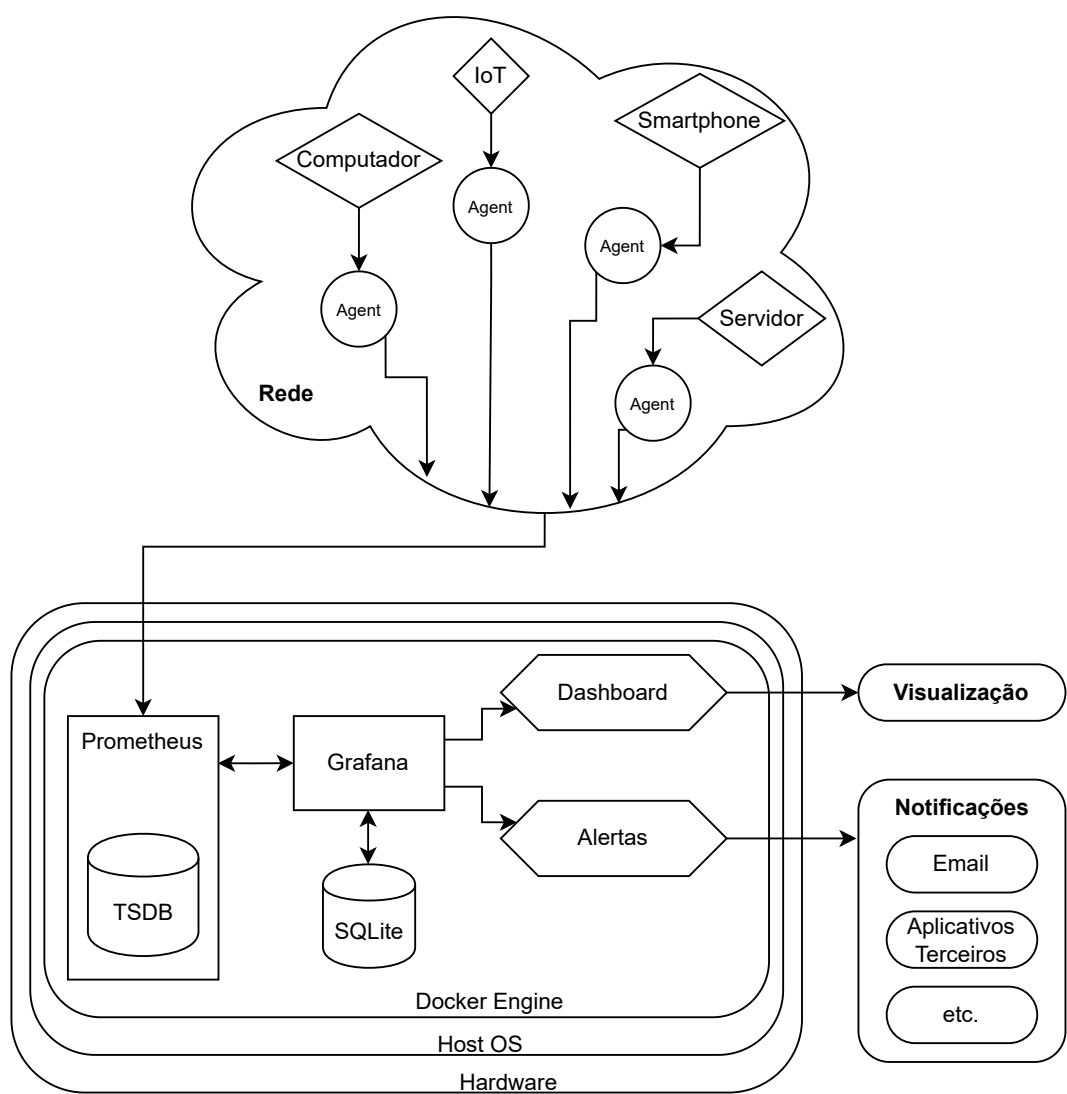 IoT
Smartphone
Computador
Agent
Agent
Agent
Servidor
Rede
Agent
Dashboard
Visualização
Prometheus
Grafana
Notificações
Alertas
Email
TSDB
SQLite
Aplicativos
Terceiros
Docker Engine
etc.
Host OS
Hardware